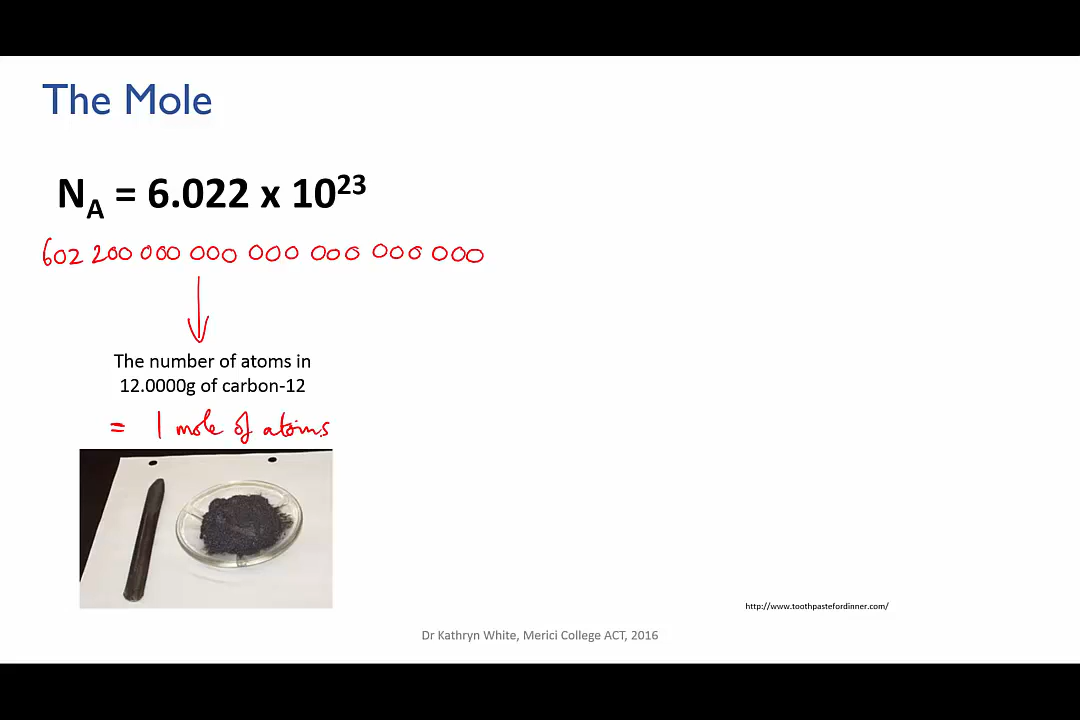 The Mole
N_A = 6.022 x 10^23
602 200 000 000 000 000 000 000
The number of atoms in
12.0000g of carbon-12
= 1 mole of atoms
http://www.toothpastefordinner.com/
Dr Kathryn White, Merici College ACT, 2016